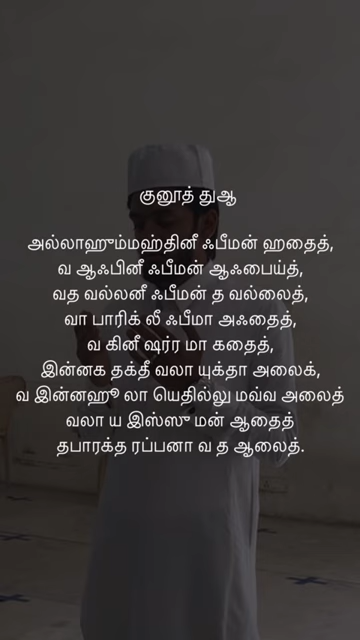 குனூத் துஆ
அல்லாஹும்மஹ்தினீ ஃபீமன் ஹதைத்,
வ ஆஃபினீ ஃபீமன் ஆஃபைய்த்,
வத வல்லனீ ஃபீமன் த வல்லைத்,
வா பாரிக் லீ ஃபீமா அஃதைத்,
வ கினீ ஷர்ர மா கதைத்,
இன்னக தக்தீ வலா யுக்தா அலைக்,
வ இன்னஹூ லா யெதில்லு மவ்வ அலைத்
வலா ய இஸ்ஸு மன் ஆதைத்
தபாரக்த ரப்பனா வ த ஆலைத்.